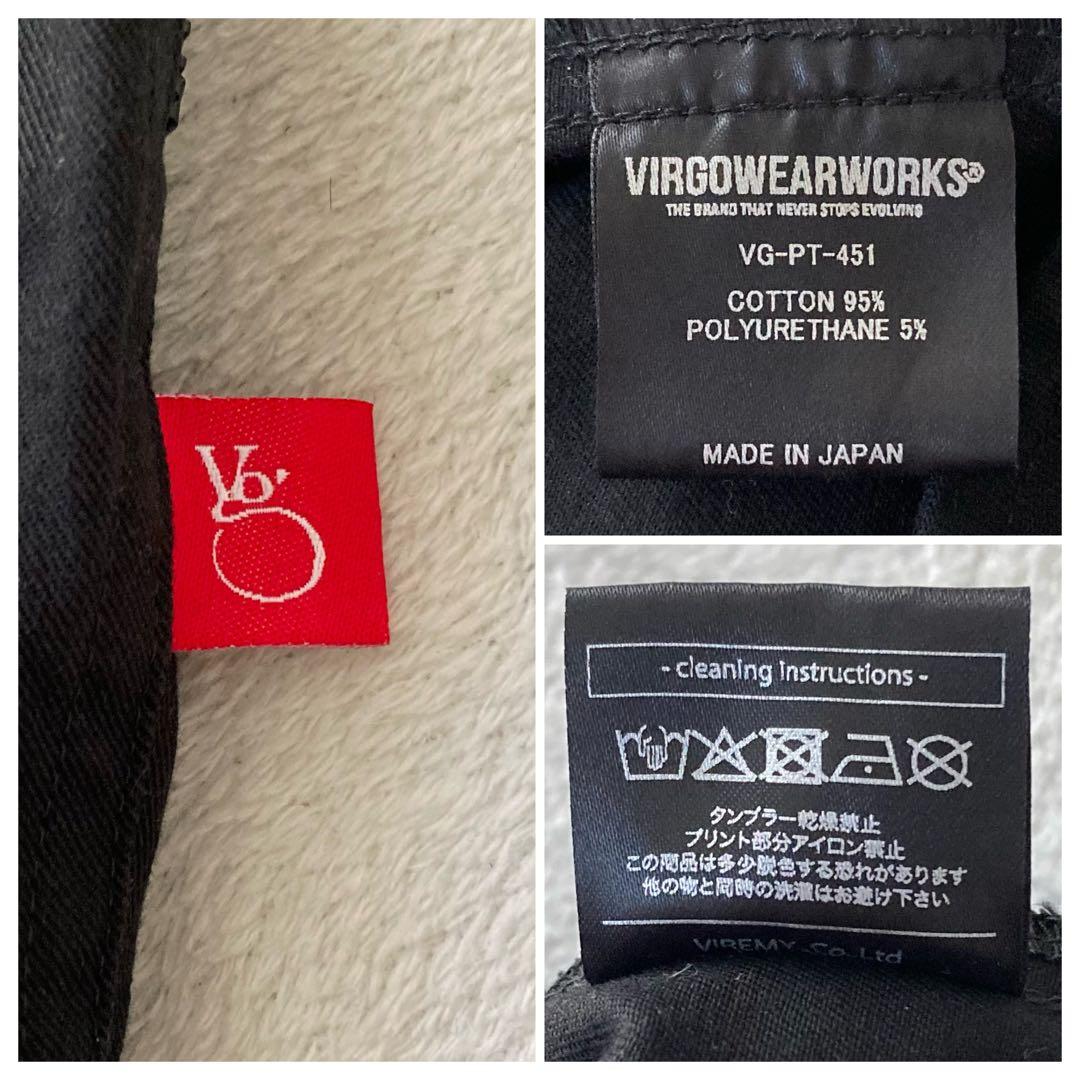 Vo'
VIRGOWEARWORKS®
THE BRAND THAT NEVER STOPS EVOLVING
VG-PT-451
COTTON 95%
POLYURETHANE 5%
MADE IN JAPAN
- cleaning instructions -
タンブラー乾燥禁止
プリント部分アイロン禁止
この商品は多少脱色する恐れがあります
他の物と同時の洗濯はお避け下さい
VIREMY Co.Ltd